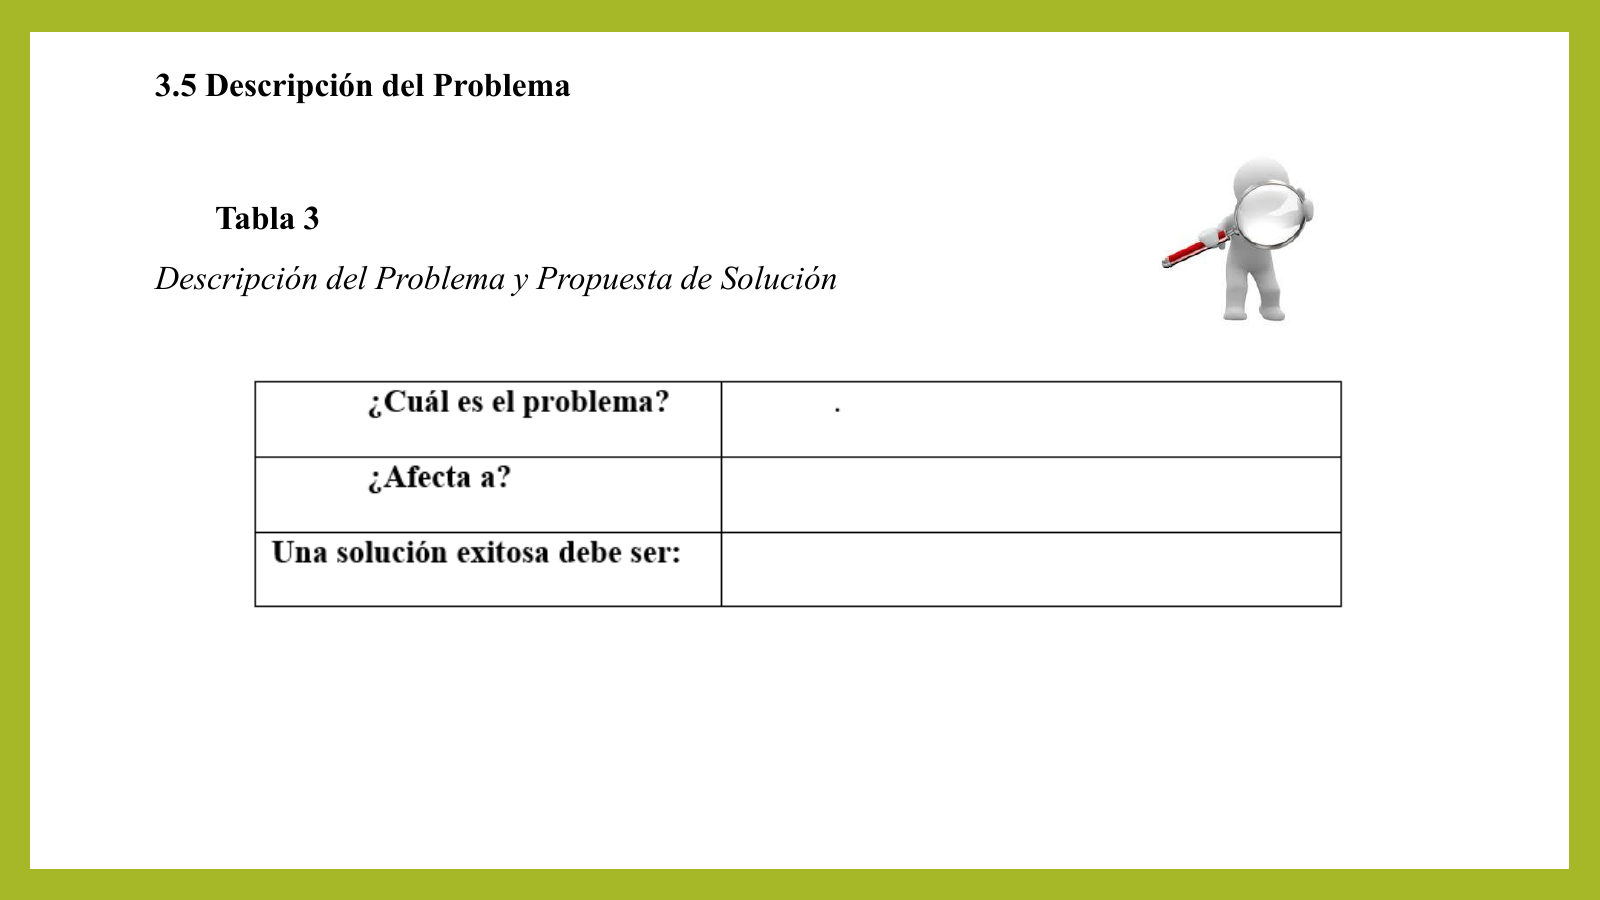 3.5 Descripción del Problema
Tabla 3
Descripción del Problema y Propuesta de Solución
¿Cuál es el problema? .
¿Afecta a?
Una solución exitosa debe ser: